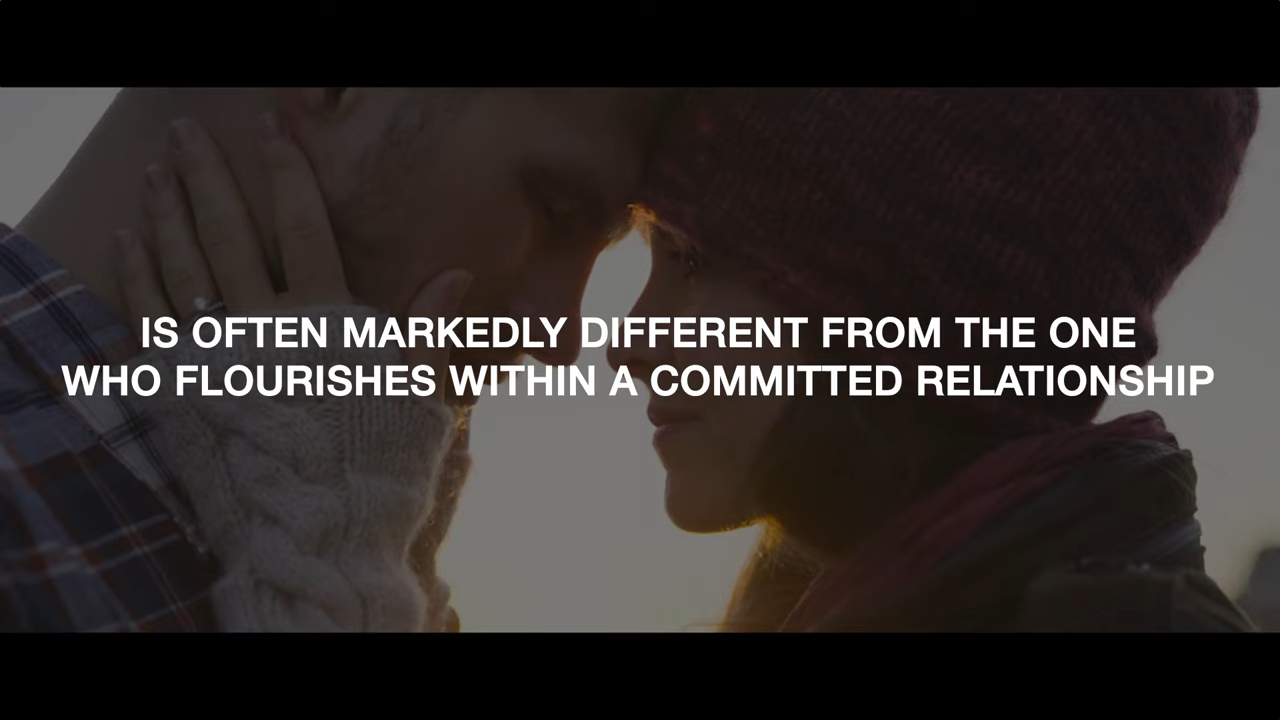 IS OFTEN MARKEDLY DIFFERENT FROM THE ONE
WHO FLOURISHES WITHIN A COMMITTED RELATIONSHIP